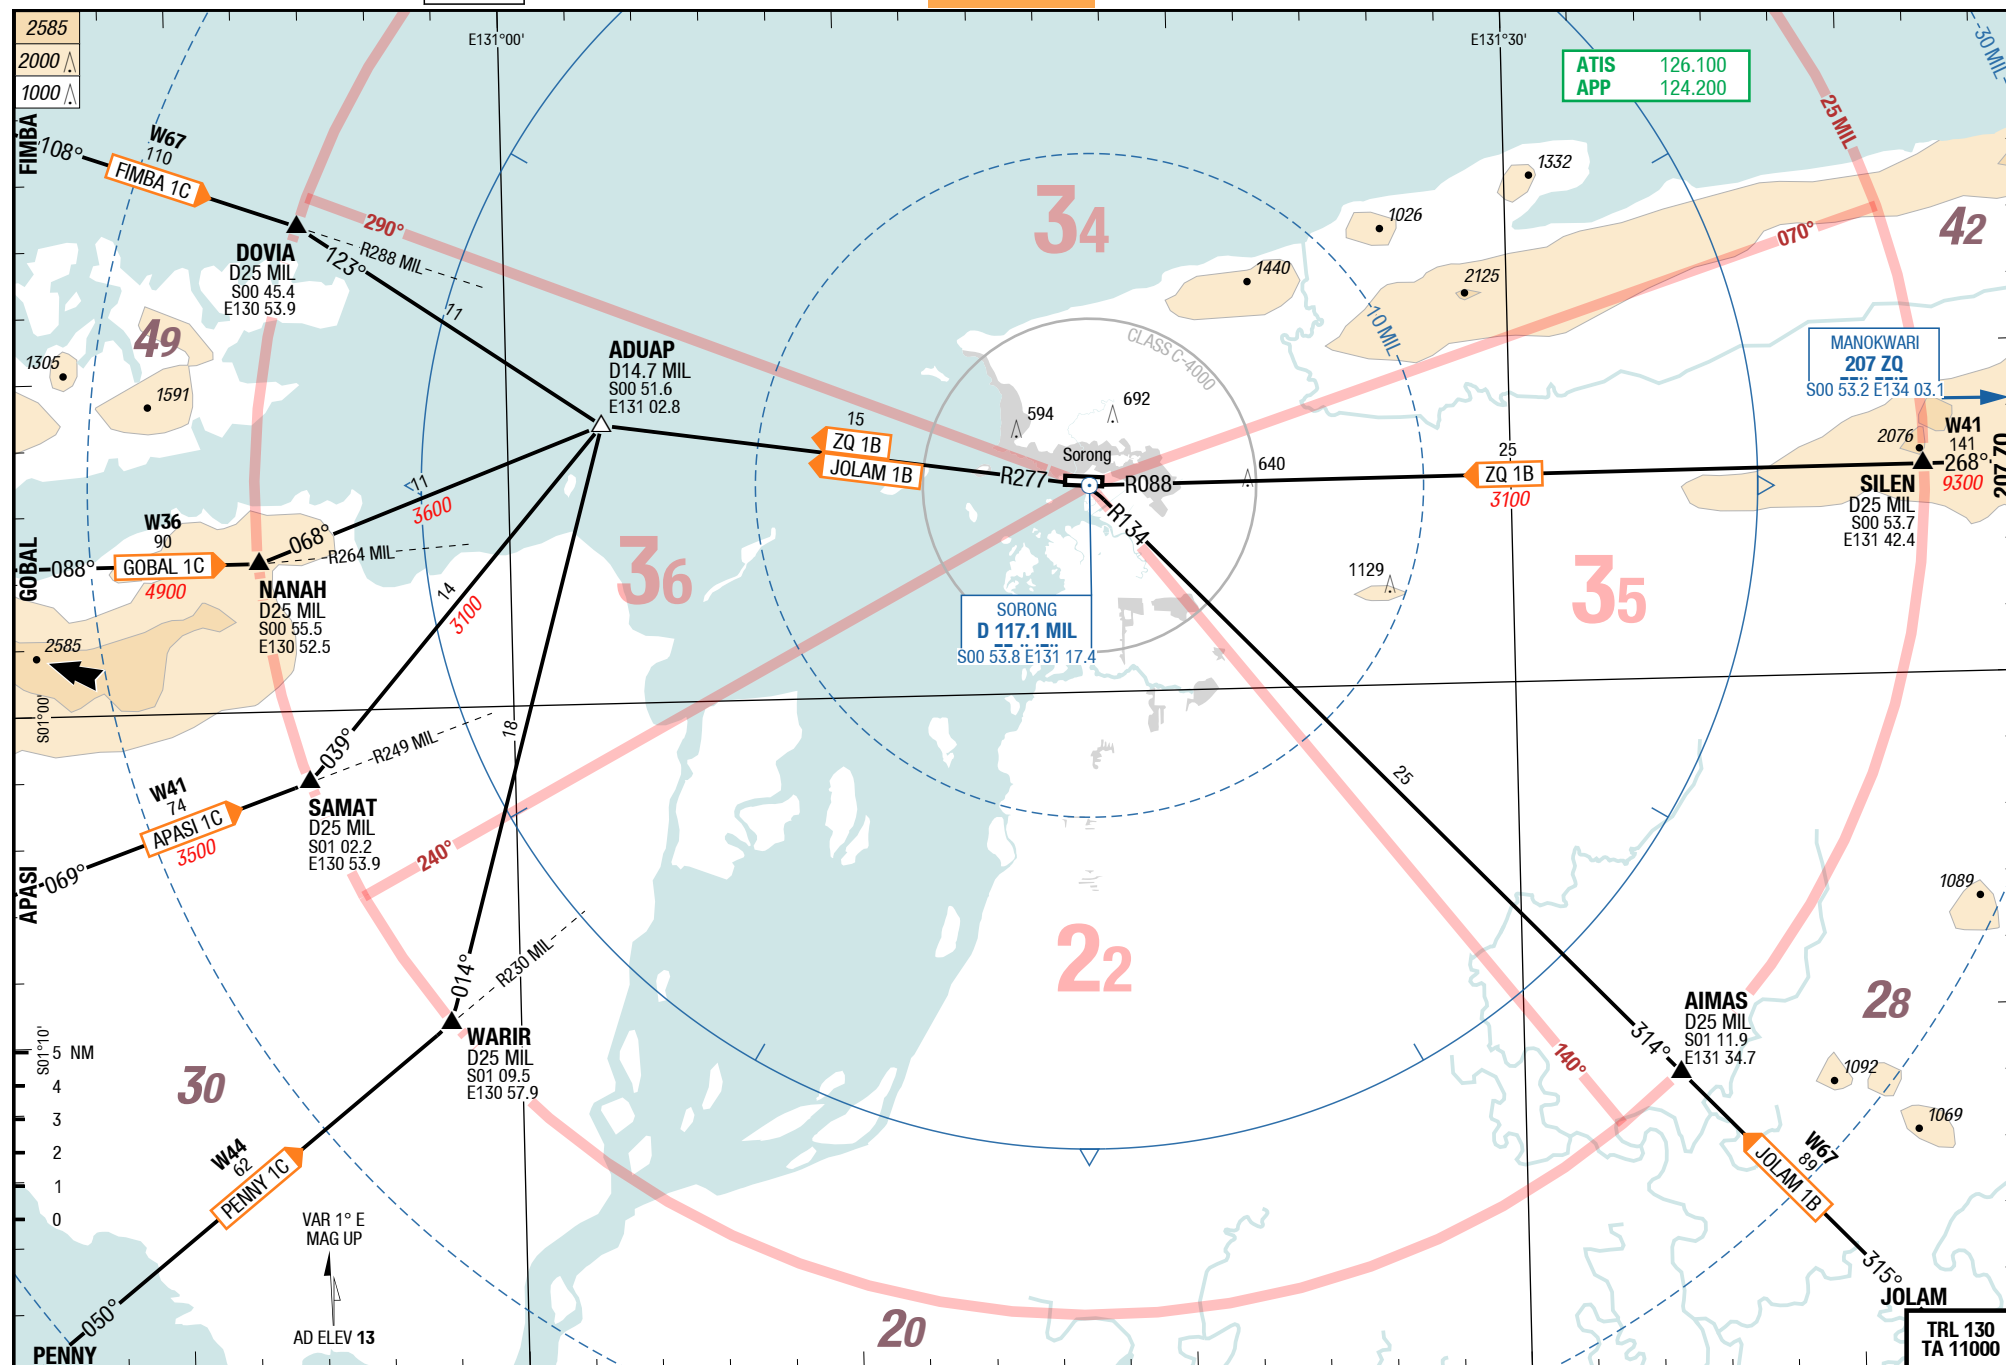 2585
2000
1000
E131°00'
E131°30'
30 MIL
ATIS 126.100
APP 124.200
25 MIL
FIMBA
108°
W67
110
FIMBA 1C
290°
R288 MIL
DOVIA
D25 MIL
S00 45.4
E130 53.9
123°
11
34
1332
1026
1440
2125
070°
42
49
1305
1591
ADUAP
D14.7 MIL
S00 51.6
E131 02.8
10 MIL
CLASS C-4000
594
692
MANOKWARI
207 ZQ
S00 53.2 E134 03.1
15
ZQ 1B
JOLAM 1B
R277
Sorong
R088
640
25
ZQ 1B
3100
2076
W41
141
268°
9300
207 ZQ
SILEN
D25 MIL
S00 53.7
E131 42.4
GOBAL
088°
W36
90
GOBAL 1C
4900
068°
11
3600
R264 MIL
NANAH
D25 MIL
S00 55.5
E130 52.5
14
3100
36
R134
1129
35
SORONG
D 117.1 MIL
S00 53.8 E131 17.4
2585
S01°00'
18
039°
R249 MIL
APASI
069°
W41
74
APASI 1C
3500
SAMAT
D25 MIL
S01 02.2
E130 53.9
240°
25
1089
014°
R230 MIL
22
WARIR
D25 MIL
S01 09.5
E130 57.9
314°
AIMAS
D25 MIL
S01 11.9
E131 34.7
28
140°
1092
1069
S01°10'
5 NM
4
3
2
1
0
30
W44
62
PENNY 1C
W67
89
JOLAM 1B
VAR 1° E
MAG UP
AD ELEV 13
050°
PENNY
20
315°
JOLAM
TRL 130
TA 11000